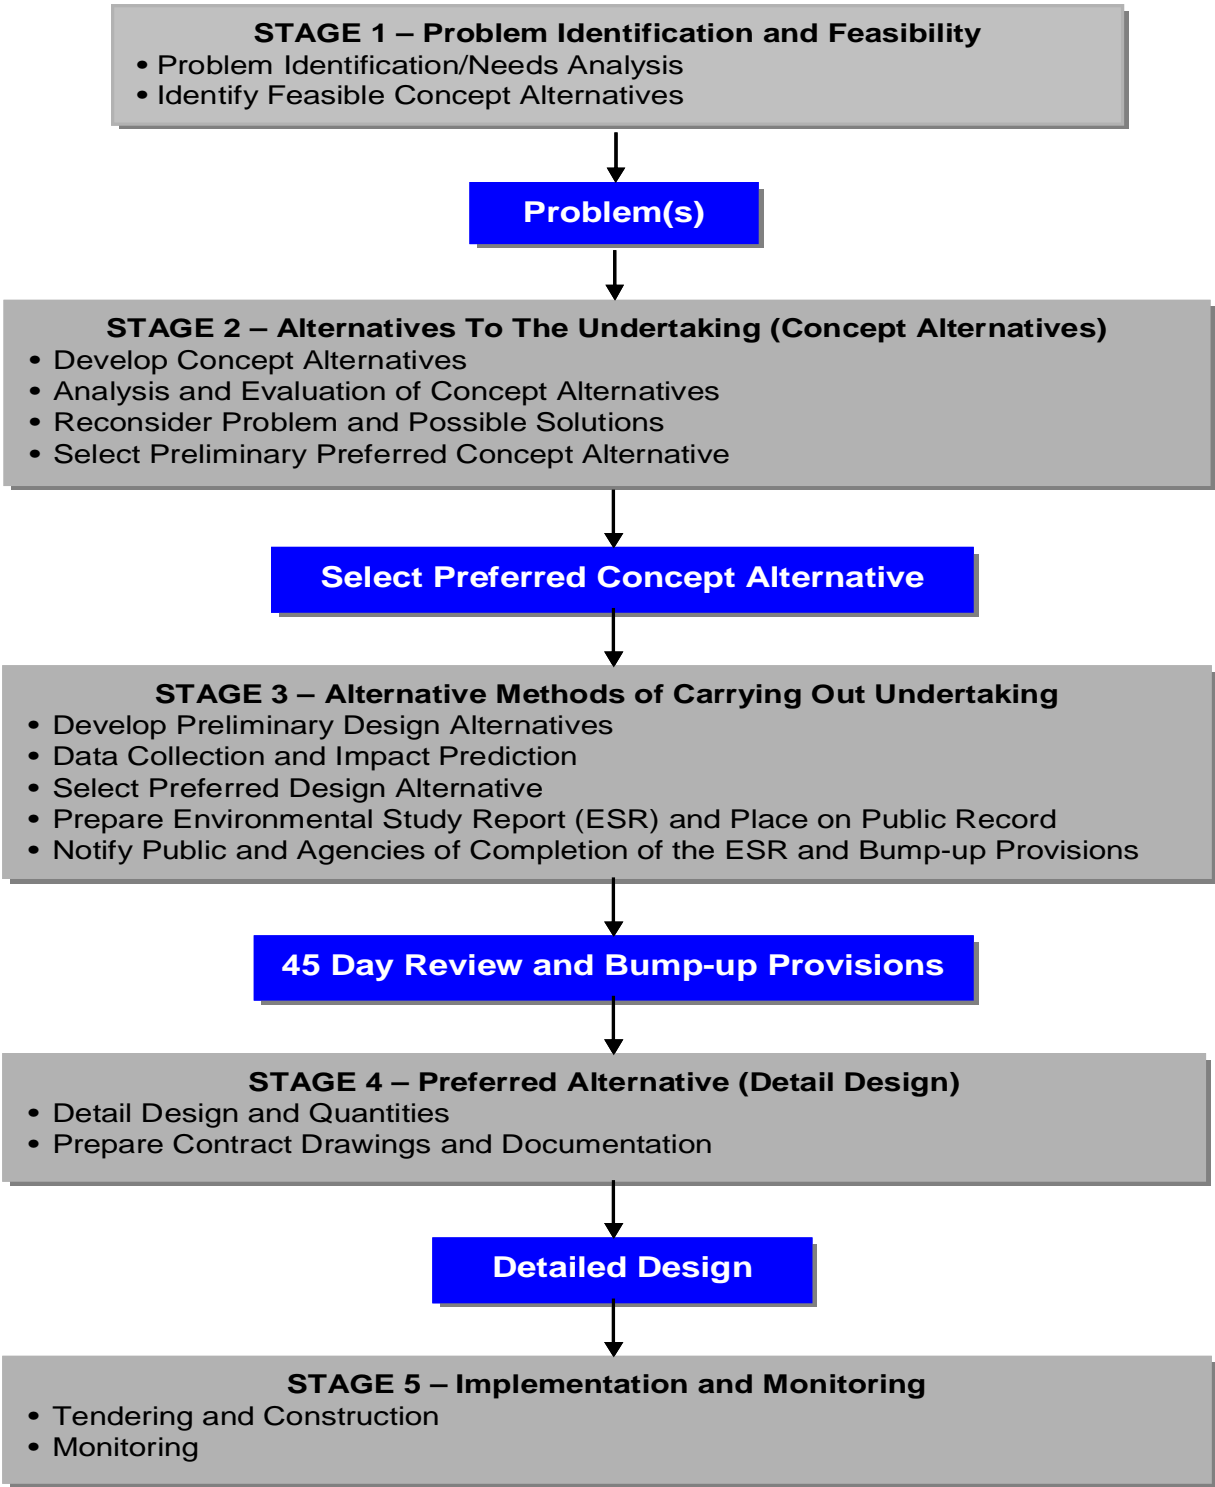 STAGE 1 – Problem Identification and Feasibility
• Problem Identification/Needs Analysis
• Identify Feasible Concept Alternatives
Problem(s)
STAGE 2 – Alternatives To The Undertaking (Concept Alternatives)
• Develop Concept Alternatives
• Analysis and Evaluation of Concept Alternatives
• Reconsider Problem and Possible Solutions
• Select Preliminary Preferred Concept Alternative
Select Preferred Concept Alternative
STAGE 3 – Alternative Methods of Carrying Out Undertaking
• Develop Preliminary Design Alternatives
• Data Collection and Impact Prediction
• Select Preferred Design Alternative
• Prepare Environmental Study Report (ESR) and Place on Public Record
• Notify Public and Agencies of Completion of the ESR and Bump-up Provisions
45 Day Review and Bump-up Provisions
STAGE 4 – Preferred Alternative (Detail Design)
• Detail Design and Quantities
• Prepare Contract Drawings and Documentation
Detailed Design
STAGE 5 – Implementation and Monitoring
• Tendering and Construction
• Monitoring